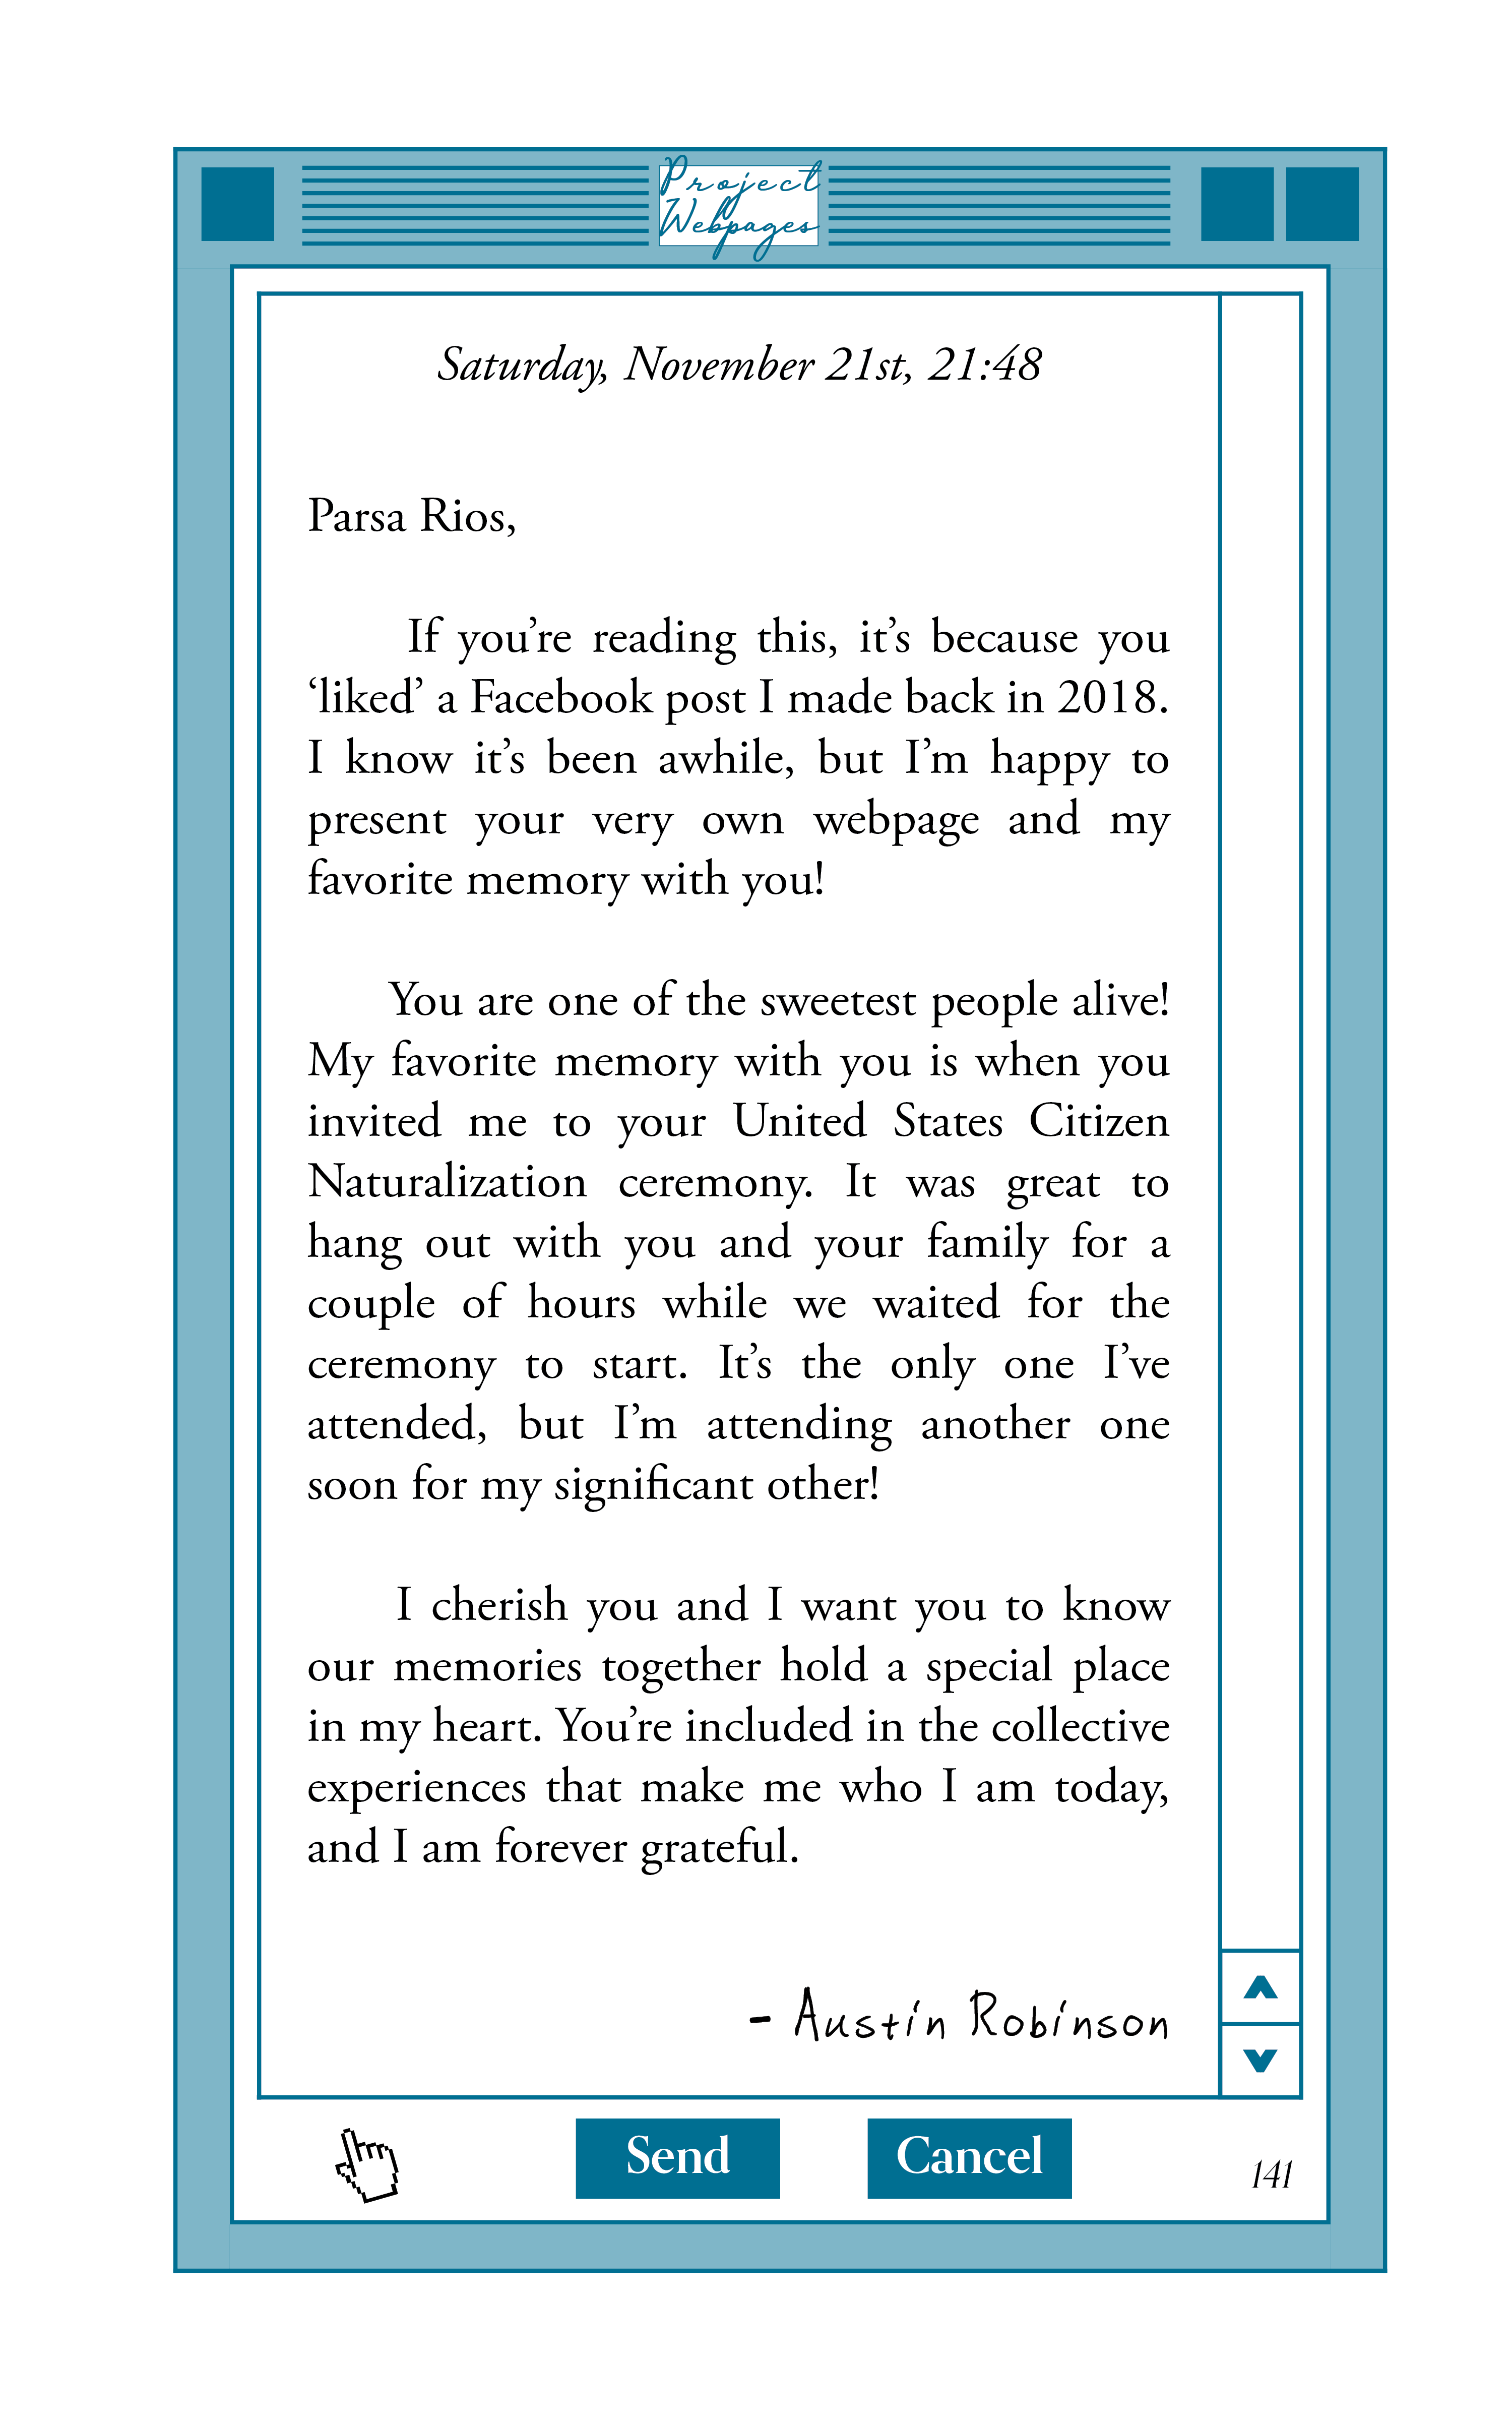 Project
Webpages
Saturday, November 21st, 21:48
Parsa Rios,
If you’re reading this, it’s because you
‘liked’ a Facebook post I made back in 2018.
I know it’s been awhile, but I’m happy to
present your very own webpage and my
favorite memory with you!
You are one of the sweetest people alive!
My favorite memory with you is when you
invited me to your United States Citizen
Naturalization ceremony. It was great to
hang out with you and your family for a
couple of hours while we waited for the
ceremony to start. It’s the only one I’ve
attended, but I’m attending another one
soon for my significant other!
I cherish you and I want you to know
our memories together hold a special place
in my heart. You’re included in the collective
experiences that make me who I am today,
and I am forever grateful.
- Austin Robinson
Send Cancel
141